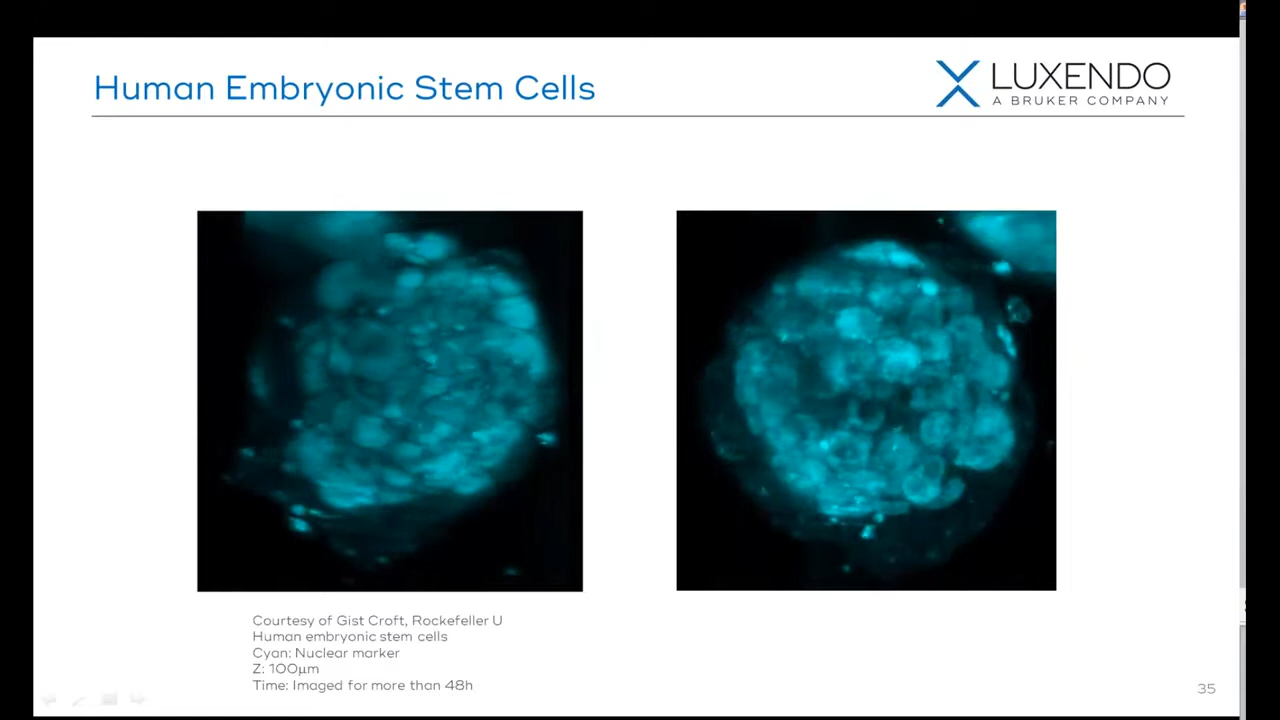 Human Embryonic Stem Cells
LUXENDO
A BRUKER COMPANY
Courtesy of Gist Croft, Rockefeller U
Human embryonic stem cells
Cyan: Nuclear marker
Z: 100µm
Time: Imaged for more than 48h
35